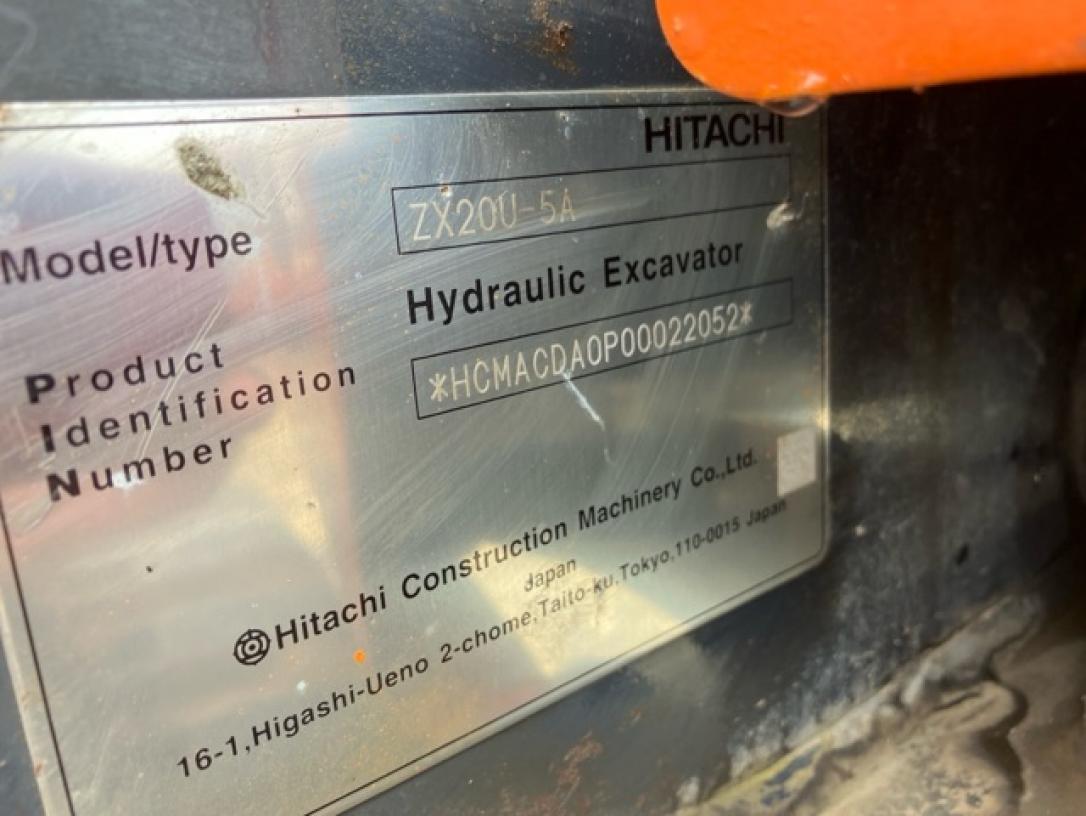 HITACHI
Model/type ZX20U-5A
Hydraulic Excavator
Product
Identification
Number
*HCMACDA0P00022052*
Hitachi Construction Machinery Co.,Ltd.
Japan
16-1,Higashi-Ueno 2-chome,Taito-ku,Tokyo,110-0015 Japan